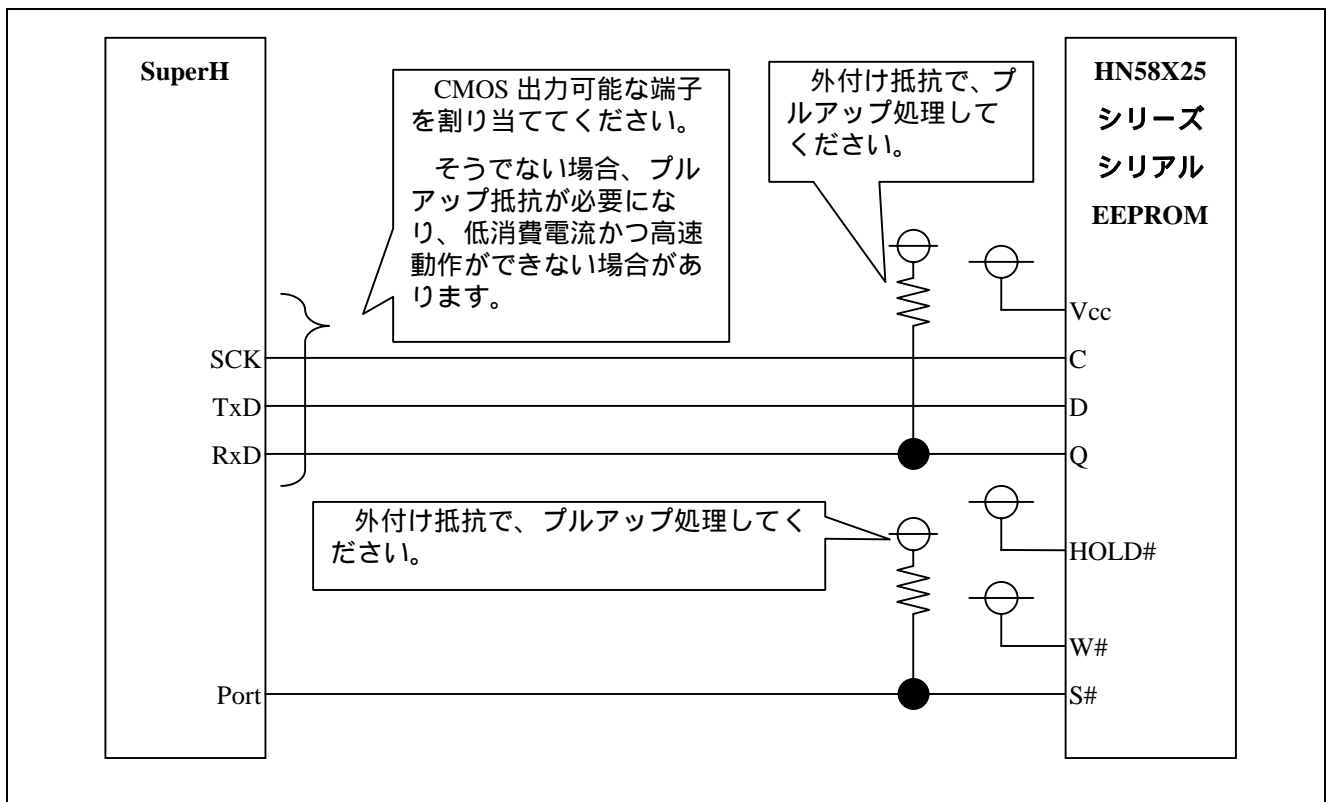 SuperH
CMOS 出力可能な端子
を割り当ててください。
そうでない場合、プル
アップ抵抗が必要にな
り、低消費電流かつ高速
動作ができない場合があ
ります。
外付け抵抗で、プ
ルアップ処理して
ください。
HN58X25
シリーズ
シリアル
EEPROM
Vcc
SCK
C
TxD
D
RxD
Q
外付け抵抗で、プルアップ処理してく
ださい。
HOLD#
W#
Port
S#